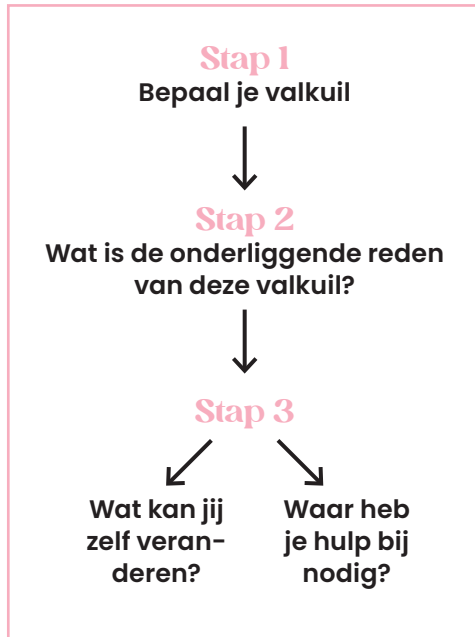 Stap 1
Bepaal je valkuil
Stap 2
Wat is de onderliggende reden
van deze valkuil?
Stap 3
Wat kan jij
zelf veran-
deren?
Waar heb
je hulp bij
nodig?